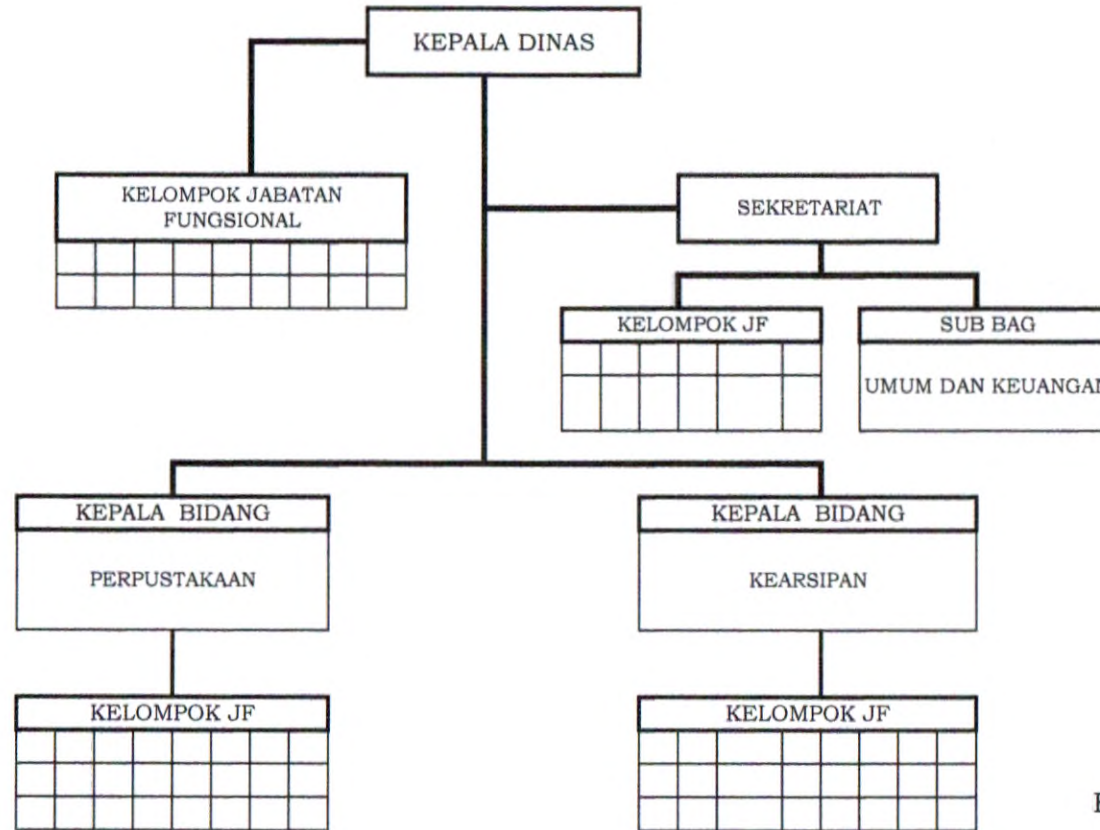 KEPALA DINAS
KELOMPOK JABATAN
FUNGSIONAL
SEKRETARIAT
KELOMPOK JF
SUB BAG
UMUM DAN KEUANGAN
KEPALA BIDANG
PERPUSTAKAAN
KELOMPOK JF
KEPALA BIDANG
KEARSIPAN
KELOMPOK JF